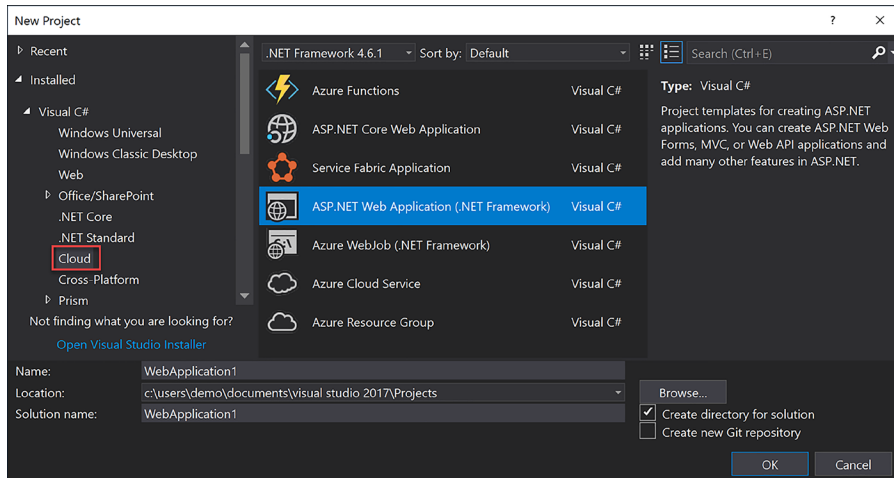 New Project
? ×
Recent
Installed
Visual C#
Windows Universal
Windows Classic Desktop
Web
Office/SharePoint
.NET Core
.NET Standard
Cloud
Cross-Platform
Prism
Not finding what you are looking for?
Open Visual Studio Installer
.NET Framework 4.6.1 Sort by: Default
Search (Ctrl+E)
Azure Functions Visual C#
ASP.NET Core Web Application Visual C#
Service Fabric Application Visual C#
ASP.NET Web Application (.NET Framework) Visual C#
Azure WebJob (.NET Framework) Visual C#
Azure Cloud Service Visual C#
Azure Resource Group Visual C#
Type: Visual C#
Project templates for creating ASP.NET
applications. You can create ASP.NET Web
Forms, MVC, or Web API applications and
add many other features in ASP.NET.
Name: WebApplication1
Location: c:\users\demo\documents\visual studio 2017\Projects
Solution name: WebApplication1
Browse...
Create directory for solution
Create new Git repository
OK Cancel